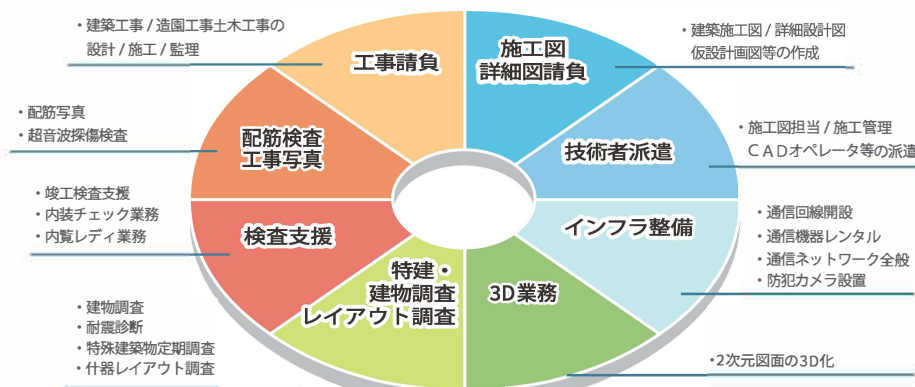 ・建築工事 / 造園工事土木工事の
設計 / 施工 / 監理
工事請負
施工図
詳細図請負
・建築施工図 / 詳細設計図
仮設計画図等の作成
・配筋写真
・超音波探傷検査
配筋検査
工事写真
技術者派遣
・施工図担当 / 施工管理
CADオペレータ等の派遣
・竣工検査支援
・内装チェック業務
・内覧レディ業務
検査支援
インフラ整備
・通信回線開設
・通信機器レンタル
・通信ネットワーク全般
・防犯カメラ設置
特建・
建物調査
レイアウト調査
3D業務
・建物調査
・耐震診断
・特殊建築物定期調査
・什器レイアウト調査
・2次元図面の3D化